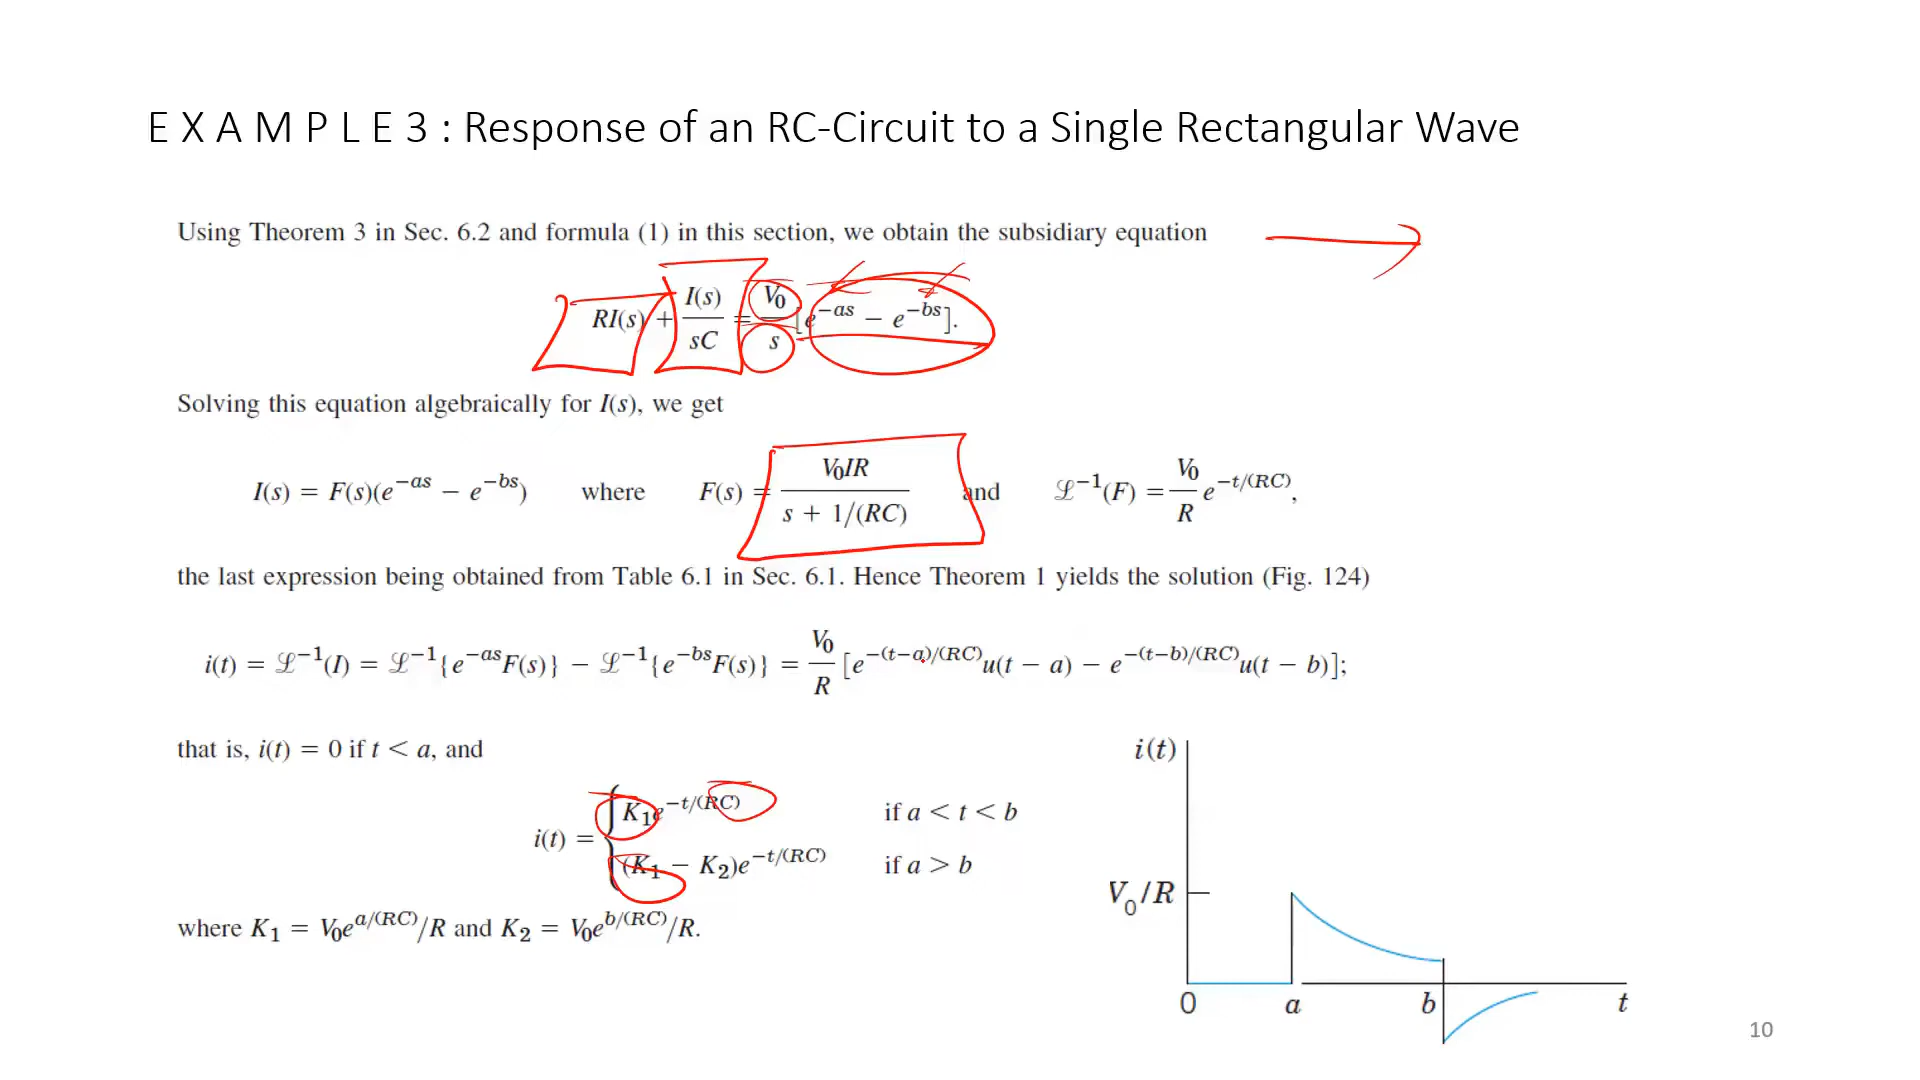 E X A M P L E 3 : Response of an RC-Circuit to a Single Rectangular Wave
Using Theorem 3 in Sec. 6.2 and formula (1) in this section, we obtain the subsidiary equation
RI(s) + I(s)/sC = V₀/s [e^{−as} − e^{−bs}].
Solving this equation algebraically for I(s), we get
I(s) = F(s)(e^{−as} − e^{−bs}) where F(s) = V₀IR/(s + 1/(RC)) and ℒ^{−1}(F) = V₀/R e^{−t/(RC)},
the last expression being obtained from Table 6.1 in Sec. 6.1. Hence Theorem 1 yields the solution (Fig. 124)
i(t) = ℒ^{−1}(I) = ℒ^{−1}{e^{−as}F(s)} − ℒ^{−1}{e^{−bs}F(s)} = V₀/R [e^{−(t−a)/(RC)}u(t − a) − e^{−(t−b)/(RC)}u(t − b)];
that is, i(t) = 0 if t < a, and
i(t) = { K₁e^{−t/(RC)} if a < t < b
(K₁ − K₂)e^{−t/(RC)} if a > b
where K₁ = V₀e^{a/(RC)}/R and K₂ = V₀e^{b/(RC)}/R.
i(t)
V₀/R
0 a b t
10